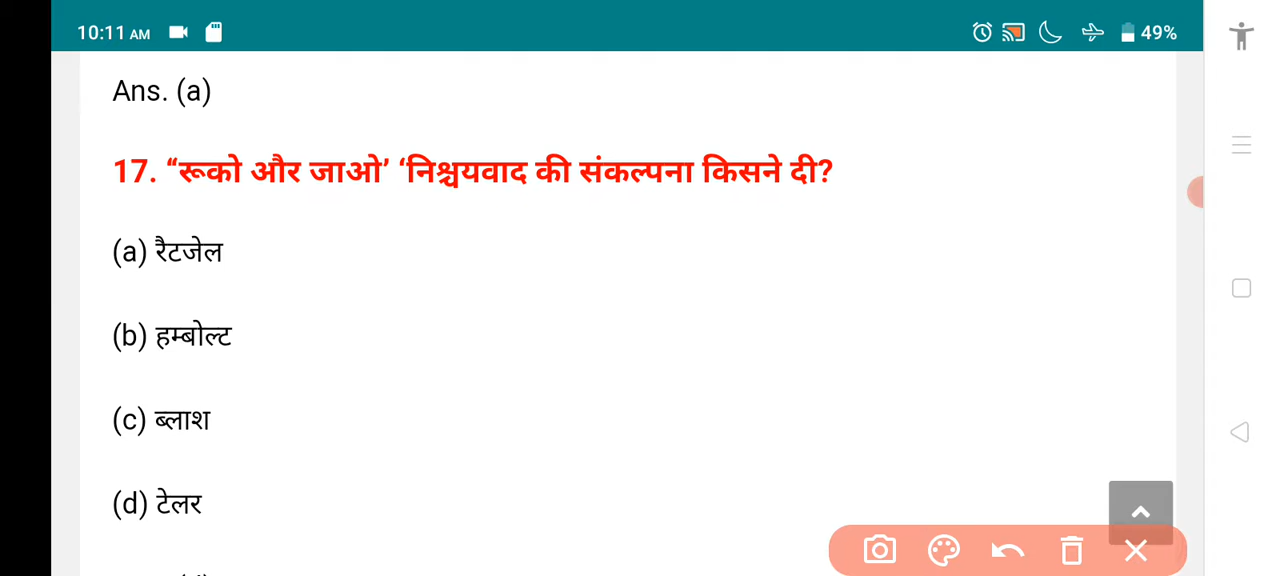 10:11 AM 49%
Ans. (a)
17. “रूको और जाओ’ ‘निश्चयवाद की संकल्पना किसने दी?
(a) रैटजेल
(b) हम्बोल्ट
(c) ब्लाश
(d) टेलर